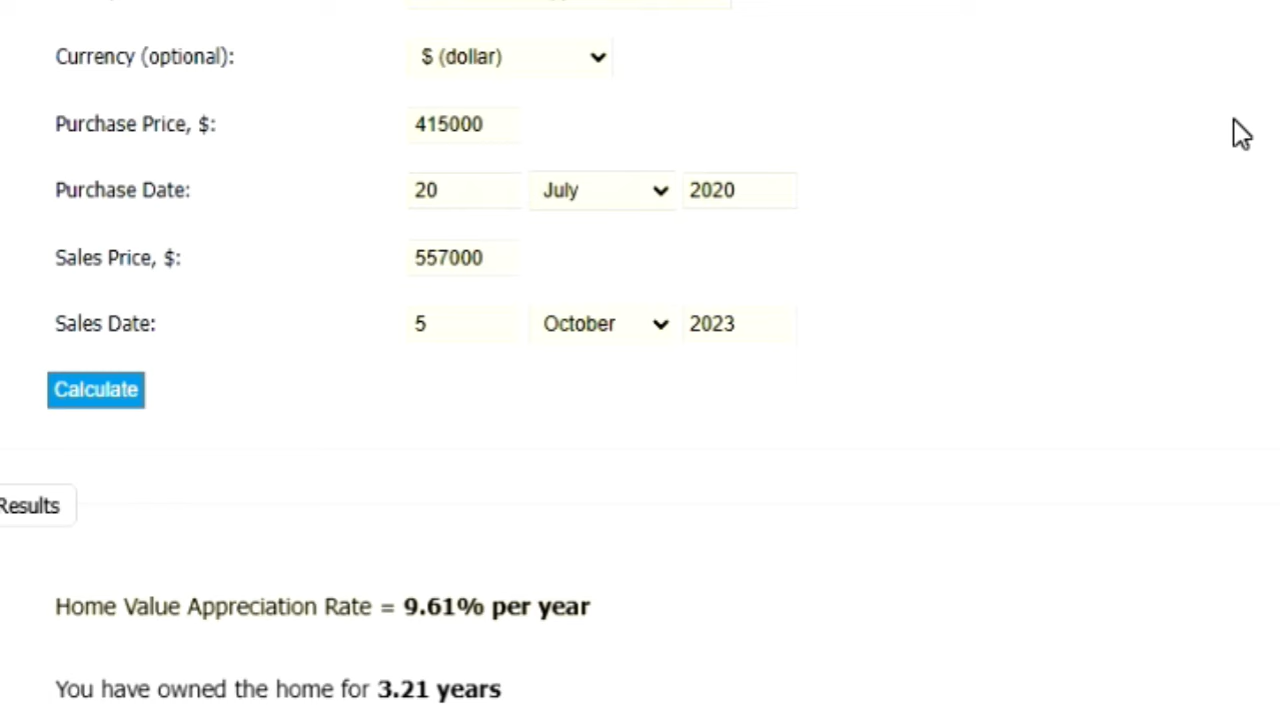 Currency (optional): $ (dollar)
Purchase Price, $: 415000
Purchase Date: 20 July 2020
Sales Price, $: 557000
Sales Date: 5 October 2023
Calculate
Results
Home Value Appreciation Rate = 9.61% per year
You have owned the home for 3.21 years